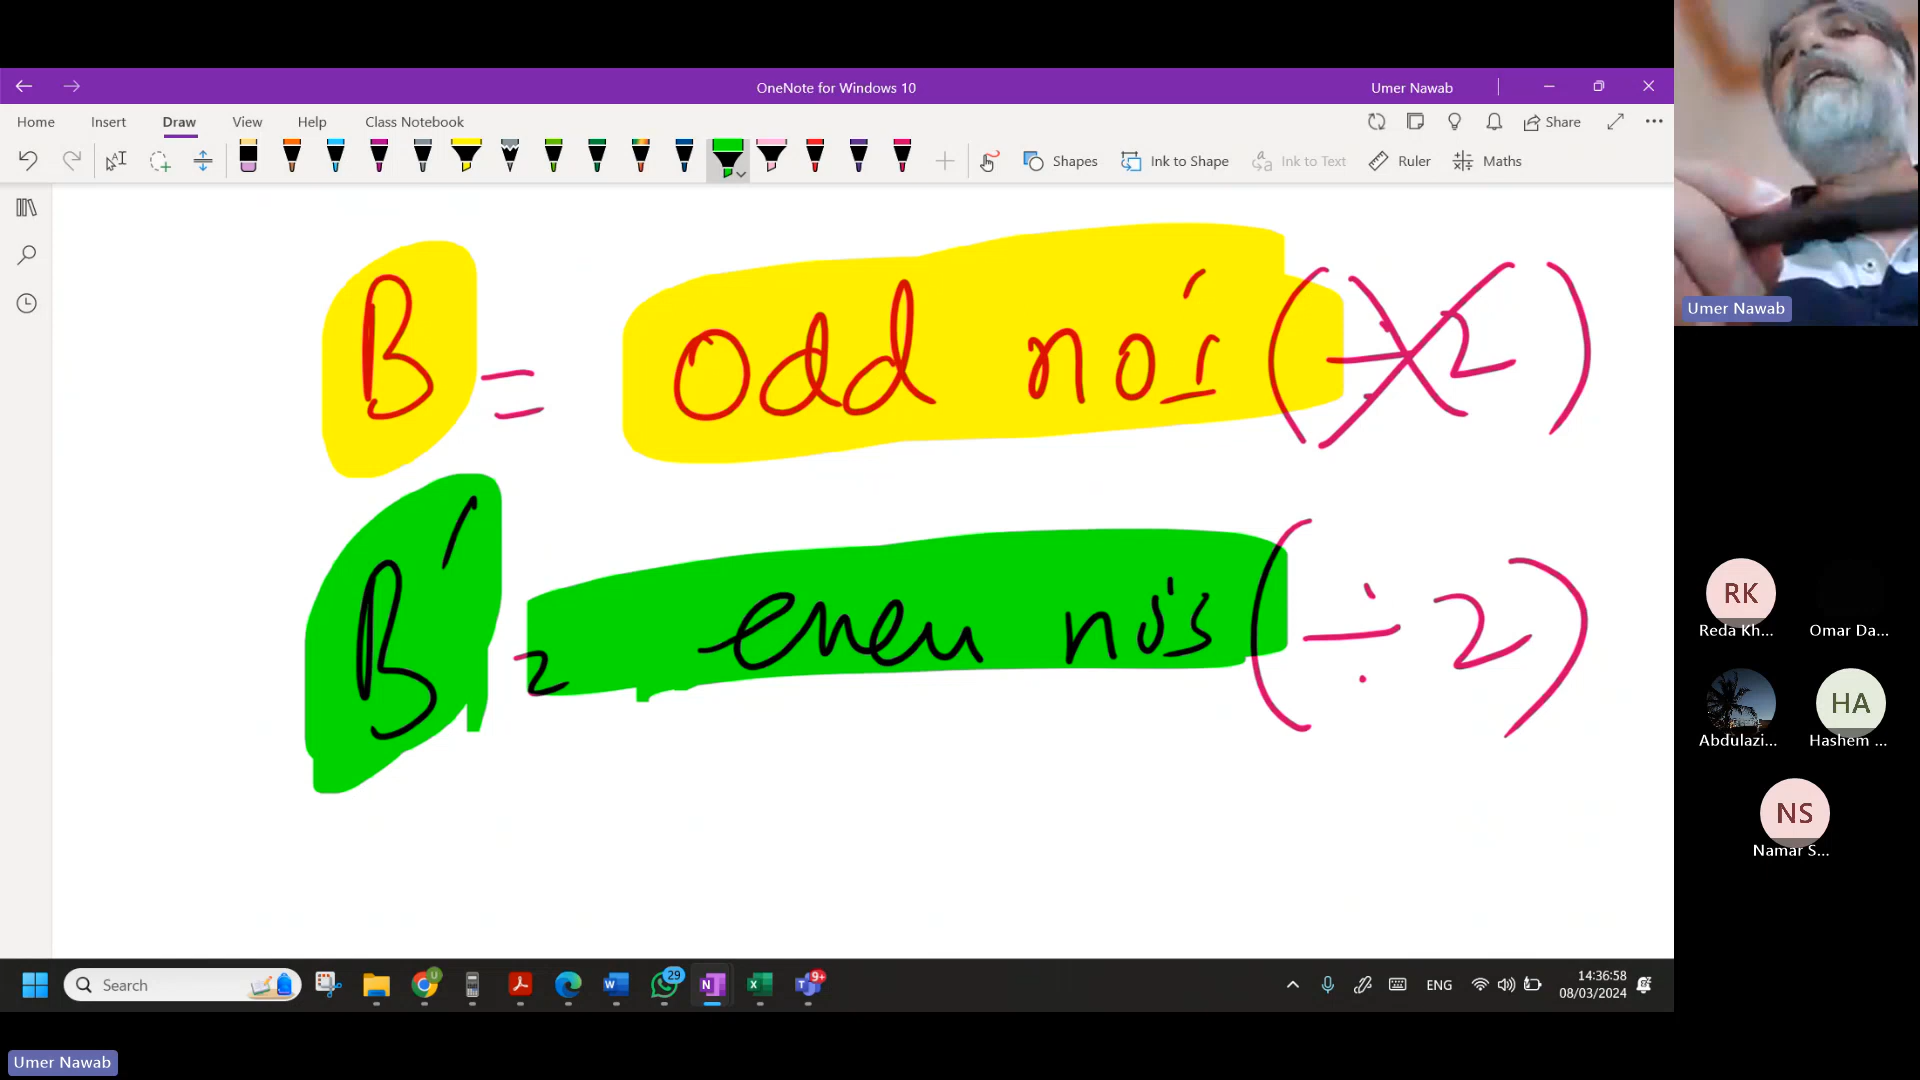 OneNote for Windows 10
Umer Nawab
Home Insert Draw View Help Class Notebook
Share
Shapes Ink to Shape Ink to Text Ruler Maths
B = odd no's (÷2)
B' = even no's (÷2)
Umer Nawab
RK
Reda Kh...
Omar Da...
Abdulazi...
HA
Hashem ...
NS
Namar S...
Search
U
29
9+
ENG
14:36:58
08/03/2024
Umer Nawab